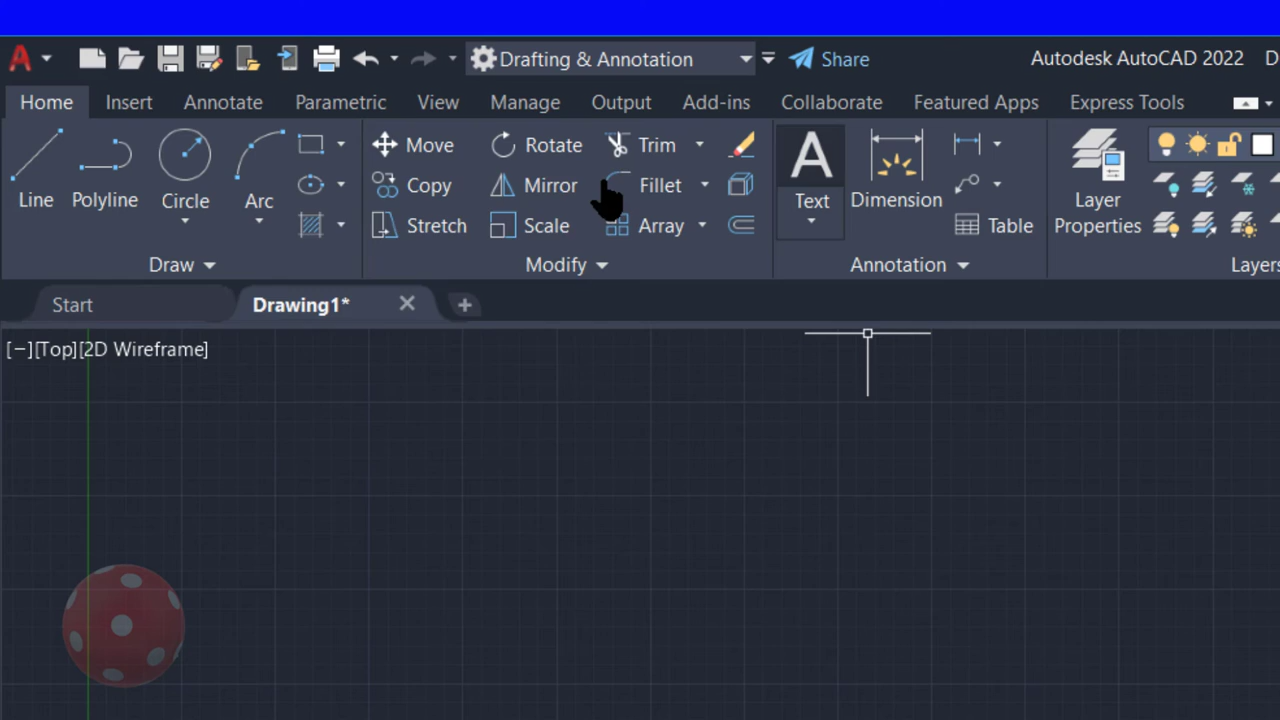 A Drafting & Annotation Share Autodesk AutoCAD 2022 D
Home Insert Annotate Parametric View Manage Output Add-ins Collaborate Featured Apps Express Tools
Line Polyline Circle Arc
Move Rotate Trim
Copy Mirror Fillet
Stretch Scale Array
A Text Dimension
Table
Layer Properties
Draw Modify Annotation Layers
Start Drawing1*
[−][Top][2D Wireframe]